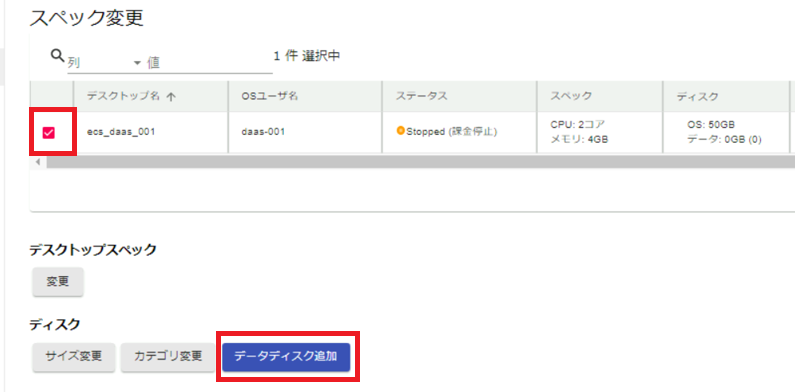 スペック変更
列 値 1 件 選択中
デスクトップ名 ↑ OSユーザ名 ステータス スペック ディスク
ecs_daas_001 daas-001 Stopped (課金停止) CPU: 2コア OS: 50GB
メモリ: 4GB データ: 0GB (0)
デスクトップスペック
変更
ディスク
サイズ変更 カテゴリ変更 データディスク追加